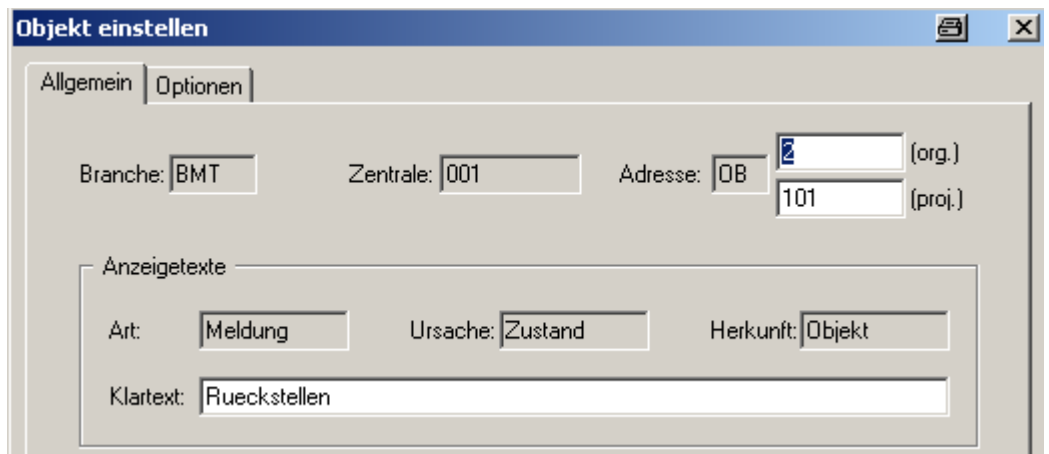 Objekt einstellen
Allgemein Optionen
Branche: BMT Zentrale: 001 Adresse: OB 2 (org.)
101 (proj.)
Anzeigetexte
Art: Meldung Ursache: Zustand Herkunft: Objekt
Klartext: Rueckstellen